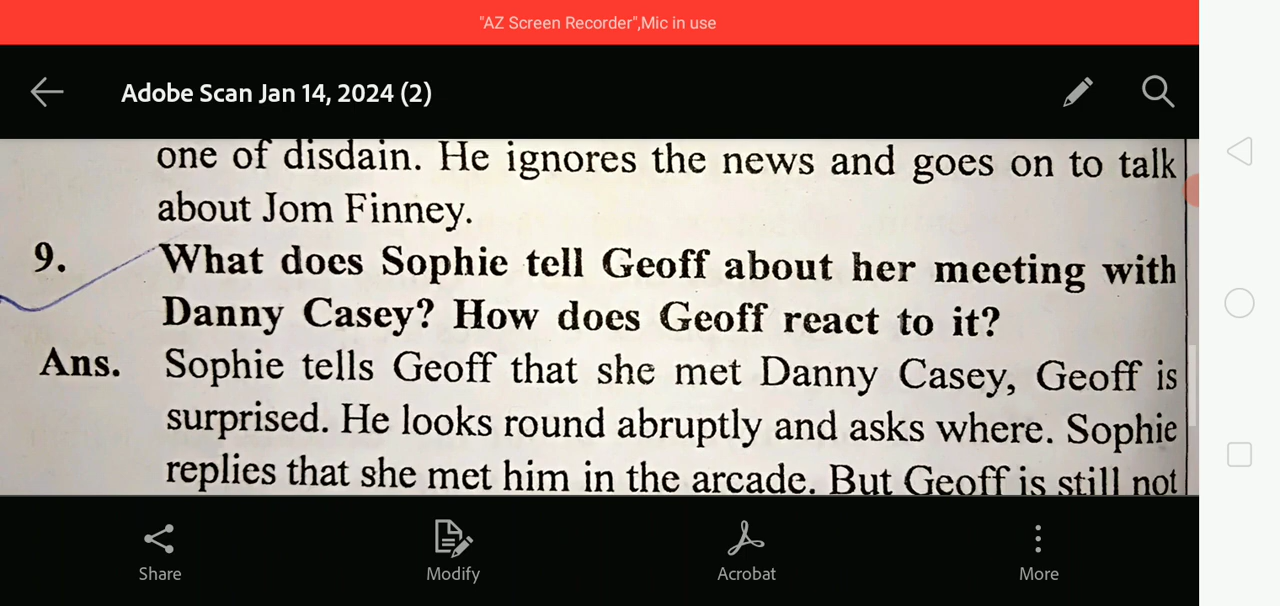 "AZ Screen Recorder",Mic in use
Adobe Scan Jan 14, 2024 (2)
one of disdain. He ignores the news and goes on to talk
about Jom Finney.
9. What does Sophie tell Geoff about her meeting with
Danny Casey? How does Geoff react to it?
Ans. Sophie tells Geoff that she met Danny Casey, Geoff is
surprised. He looks round abruptly and asks where. Sophie
replies that she met him in the arcade. But Geoff is still not
Share Modify Acrobat More